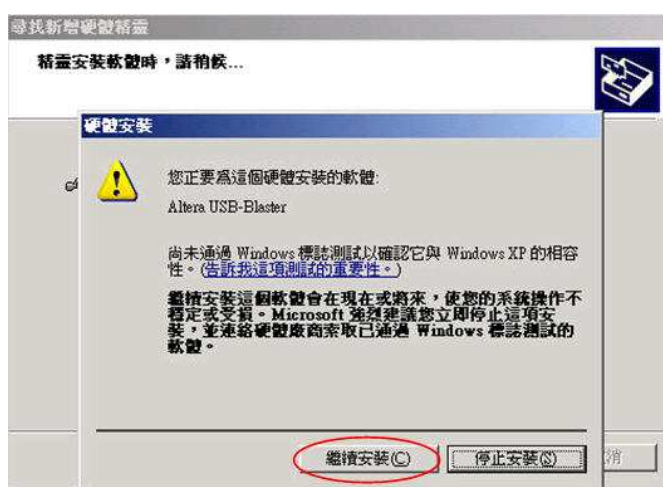 尋找新增硬體精靈
精靈安裝軟體時，請稍候...
硬體安裝
您正要為這個硬體安裝的軟體:
Altera USB-Blaster
尚未通過 Windows 標誌測試以確認它與 Windows XP 的相容
性。(告訴我這項測試的重要性。)
繼續安裝這個軟體會在現在或將來，使您的系統操作不
穩定或受損。Microsoft 強烈建議您立即停止這項安
裝，並連絡硬體廠商索取已通過 Windows 標誌測試的
軟體。
繼續安裝(C)
停止安裝(S)
消